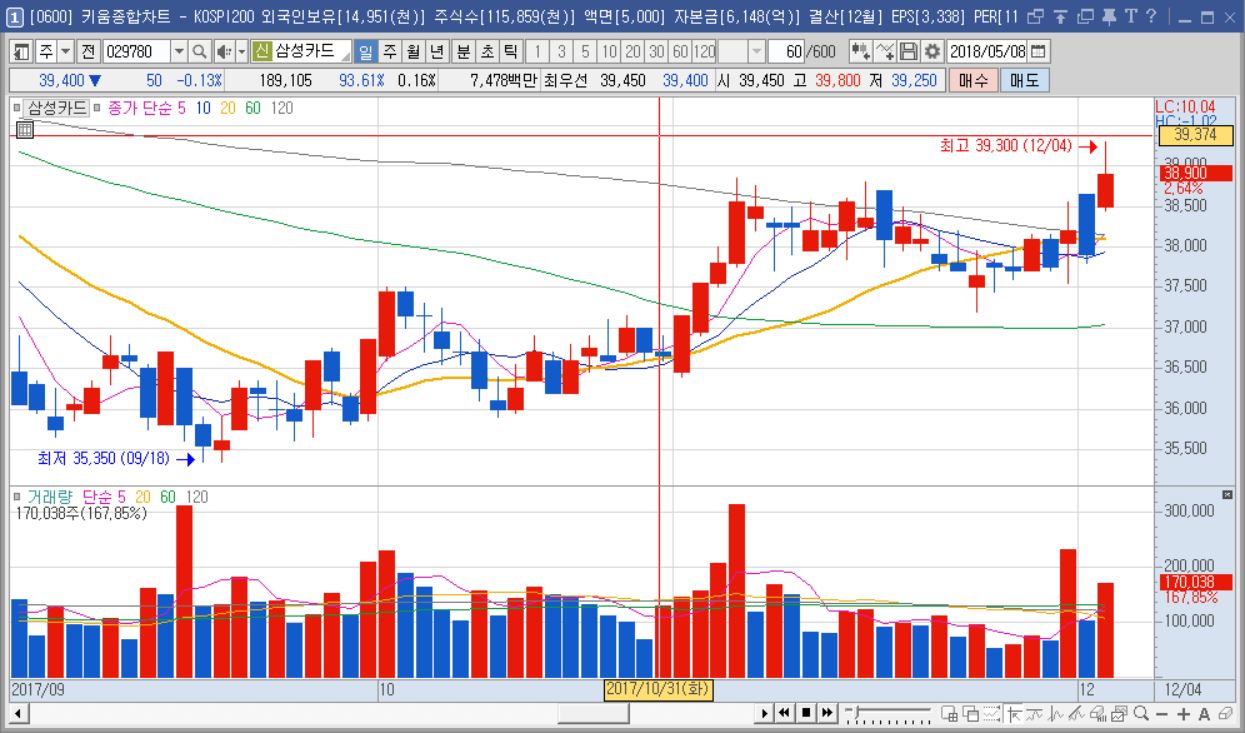 1 [0600] 키움종합차트 - KOSPI200 외국인보유[14,951(천)] 주식수[115,859(천)] 액면[5,000] 자본금[6,148(억)] 결산[12월] EPS[3,338] PER[11 T ?
주 전 029780 신 삼성카드 일 주 월 년 분 초 틱 1 3 5 10 20 30 60 120 60 /600 2018/05/08
39,400 ▼ 50 -0.13% 189,105 93.61% 0.16% 7,478백만 최우선 39,450 39,400 시 39,450 고 39,800 저 39,250 매수 매도
삼성카드 종가 단순 5 10 20 60 120
LC:10.04
HC:-1.02
39,374
최고 39,300 (12/04)
39,000
38,900
2.64%
38,500
38,000
37,500
37,000
36,500
36,000
35,500
최저 35,350 (09/18)
거래량 단순 5 20 60 120
170,038주(167.85%)
300,000
200,000
170,038
167.85%
100,000
2017/09 10 2017/10/31(화) 12 12/04
A